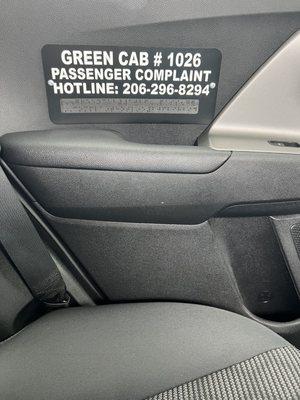 GREEN CAB # 1026
PASSENGER COMPLAINT
HOTLINE: 206-296-8294